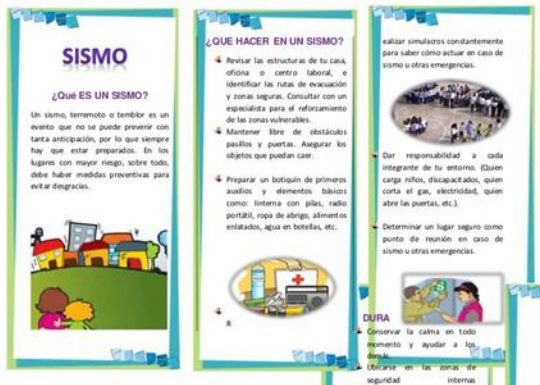 SISMO
¿Qué ES UN SISMO?
Un sismo, terremoto o temblor es un
evento que no se puede prevenir con
tanta anticipación, por lo que siempre
hay que estar preparados. En los
lugares con mayor riesgo, sobre todo,
debe haber medidas preventivas para
evitar desgracias.
¿QUE HACER EN UN SISMO?
Revisar las estructuras de tu casa,
oficina o centro laboral, e
identificar las rutas de evacuación
y zonas seguras. Consultar con un
especialista para el reforzamiento
de las zonas vulnerables.
Mantener libre de obstáculos
pasillos y puertas. Asegurar los
objetos que puedan caer.
Preparar un botiquín de primeros
auxilios y elementos básicos
como: linterna con pilas, radio
portátil, ropa de abrigo, alimentos
enlatados, agua en botellas, etc.
R
ealizar simulacros constantemente
para saber cómo actuar en caso de
sismo u otras emergencias.
Dar responsabilidad a cada
integrante de tu entorno. (Quien
carga niños, discapacitados, quien
corta el gas, electricidad, quien
abre las puertas, etc.).
Determinar un lugar seguro como
punto de reunión en caso de
sismo u otras emergencias.
S
DURA
Conservar la calma en todo
momento y ayudar a los
demás.
Ubicarse en las zonas de
seguridad internas